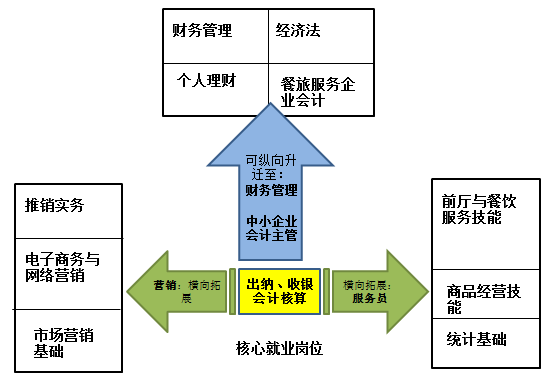 财务管理
经济法
个人理财
餐旅服务企
业会计
可纵向升
迁至：
财务管理
中小企业
会计主管
推销实务
电子商务与
网络营销
市场营销
基础
营销：横向拓
展
出纳、收银
会计核算
横向拓展：
服务员
前厅与餐饮
服务技能
商品经营技
能
统计基础
核心就业岗位